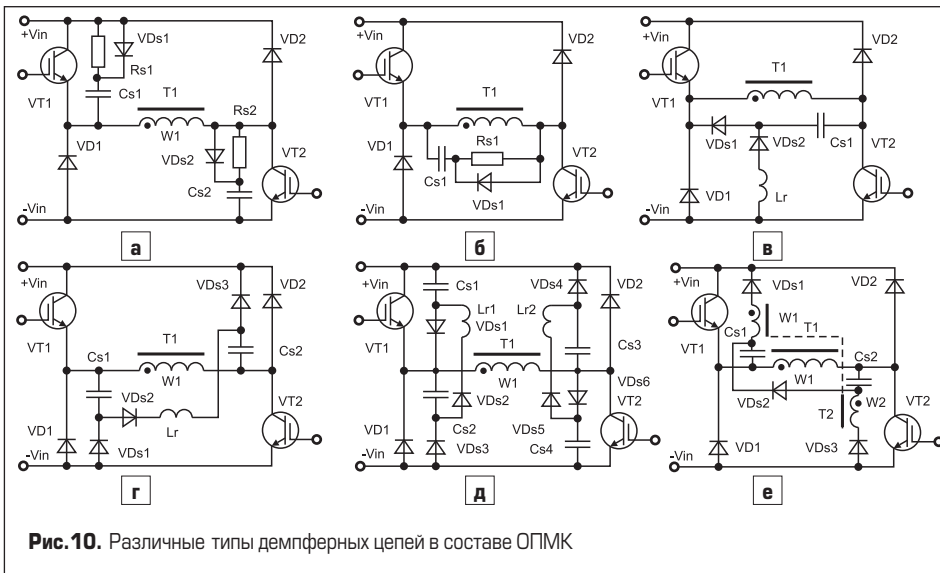 +Vin
VDs1
Rs1
Cs1
VT1
T1
W1
VD1
VDs2
Rs2
Cs2
VD2
VT2
-Vin
а
+Vin
VT1
T1
VD1
Cs1
Rs1
VDs1
VD2
VT2
-Vin
б
+Vin
VT1
T1
VDs1
VDs2
Cs1
VD1
Lr
VD2
VT2
-Vin
в
+Vin
VT1
Cs1
T1
W1
VDs3
VD2
Cs2
VD1
VDs1
VDs2
Lr
VT2
-Vin
г
+Vin
VT1
Cs1
Lr1
VDs1
VDs4
Lr2
VD2
T1
W1
Cs3
VDs2
Cs2
VD1
VDs3
VDs5
Cs4
VDs6
VT2
-Vin
д
+Vin
VT1
VDs1
W1
Cs1
T1
W1
VDs2
VD2
Cs2
W2
T2
VD1
VDs3
VT2
-Vin
е
Рис.10. Различные типы демпферных цепей в составе ОПМК